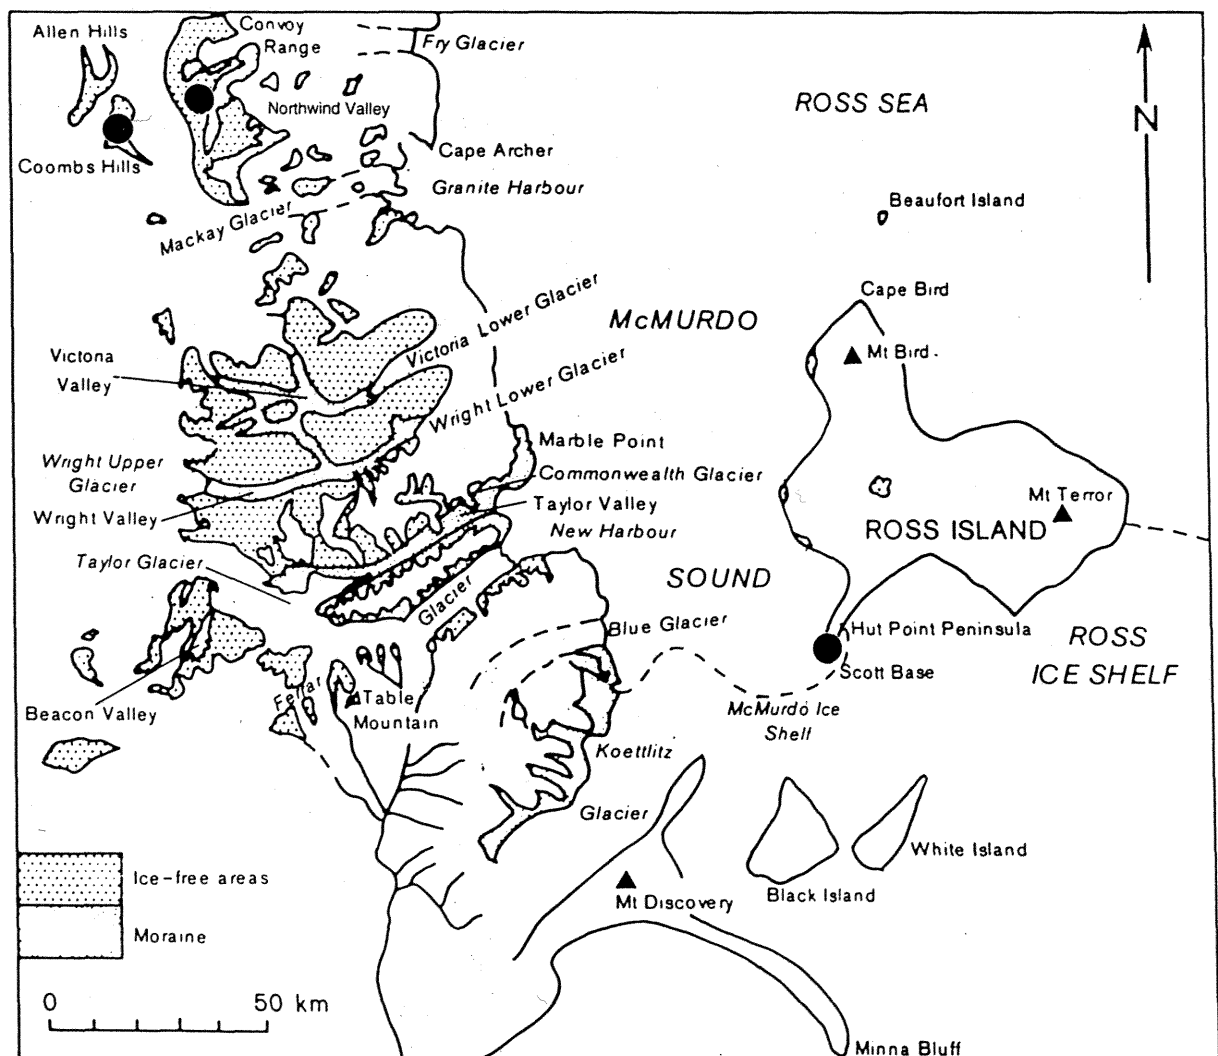 Allen Hills
Convoy
Range
Fry Glacier
Northwind Valley
ROSS SEA
N
Coombs Hills
Cape Archer
Granite Harbour
Mackay Glacier
Beaufort Island
Cape Bird
Victoria Lower Glacier
McMURDO
Mt Bird
Victona
Valley
Wright Lower Glacier
Marble Point
Wright Upper
Glacier
Commonwealth Glacier
Mt Terror
Wright Valley
Taylor Valley
New Harbour
ROSS ISLAND
Taylor Glacier
SOUND
Glacier
Blue Glacier
Hut Point Peninsula
ROSS
ICE SHELF
Scott Base
Ferrar
Table
Mountain
Beacon Valley
McMurdo Ice
Shelf
Koettlitz
Glacier
White Island
Black Island
Mt Discovery
Ice-free areas
Moraine
0 50 km
Minna Bluff